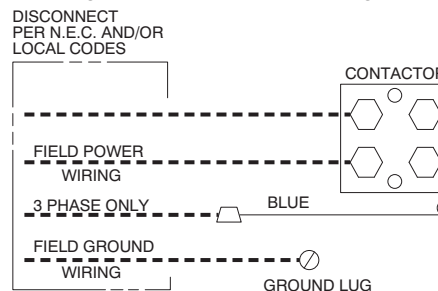 DISCONNECT
PER N.E.C. AND/OR
LOCAL CODES
CONTACTOR
FIELD POWER
WIRING
3 PHASE ONLY
BLUE
FIELD GROUND
WIRING
GROUND LUG